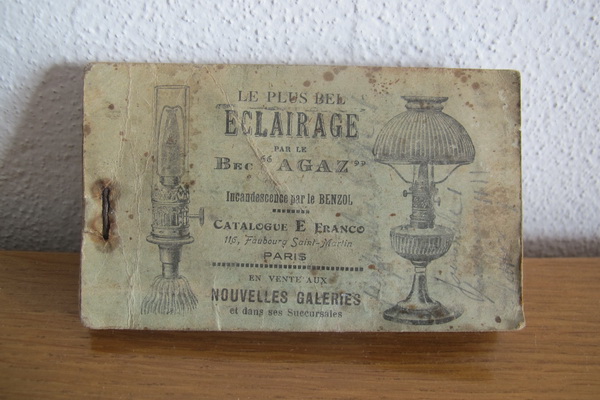 LE PLUS BEL
ECLAIRAGE
PAR LE
BEC "AGAZ"
Incandescence par le BENZOL
CATALOGUE E FRANCO
115, Faubourg Saint-Martin
PARIS
EN VENTE AUX
NOUVELLES GALERIES
et dans ses Succursales